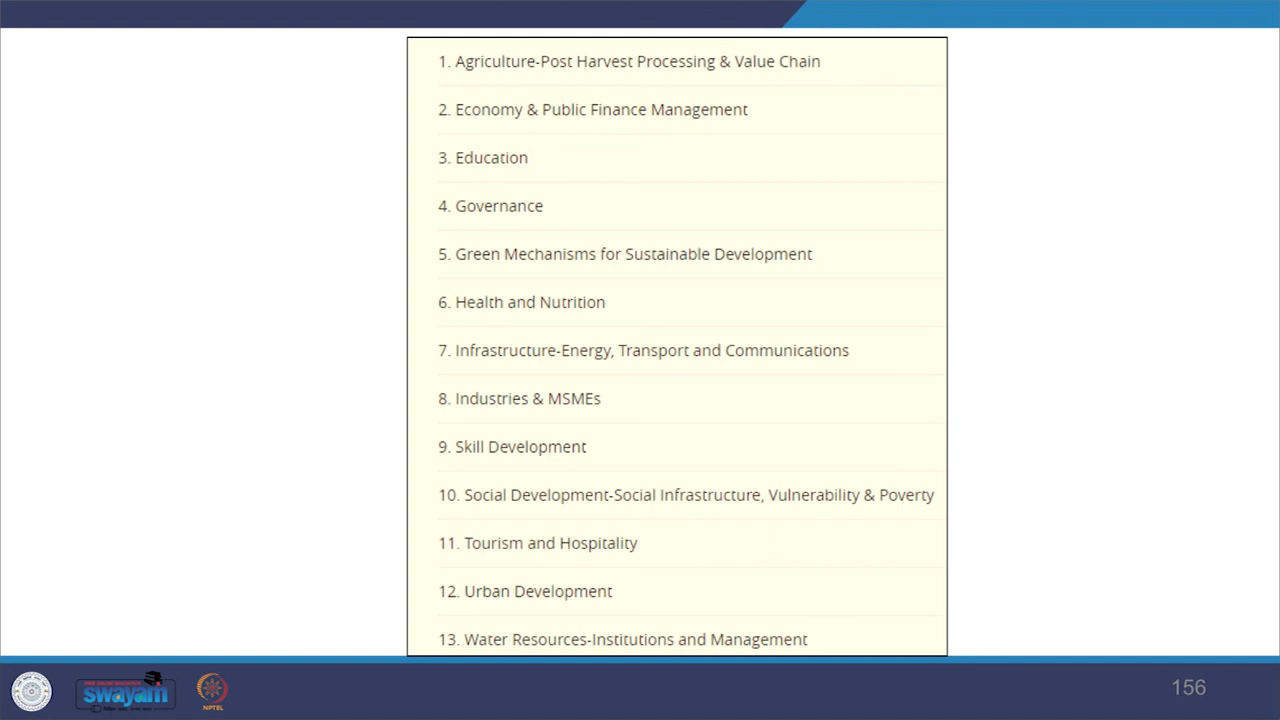 1. Agriculture-Post Harvest Processing & Value Chain
2. Economy & Public Finance Management
3. Education
4. Governance
5. Green Mechanisms for Sustainable Development
6. Health and Nutrition
7. Infrastructure-Energy, Transport and Communications
8. Industries & MSMEs
9. Skill Development
10. Social Development-Social Infrastructure, Vulnerability & Poverty
11. Tourism and Hospitality
12. Urban Development
13. Water Resources-Institutions and Management
swayam
NPTEL
156